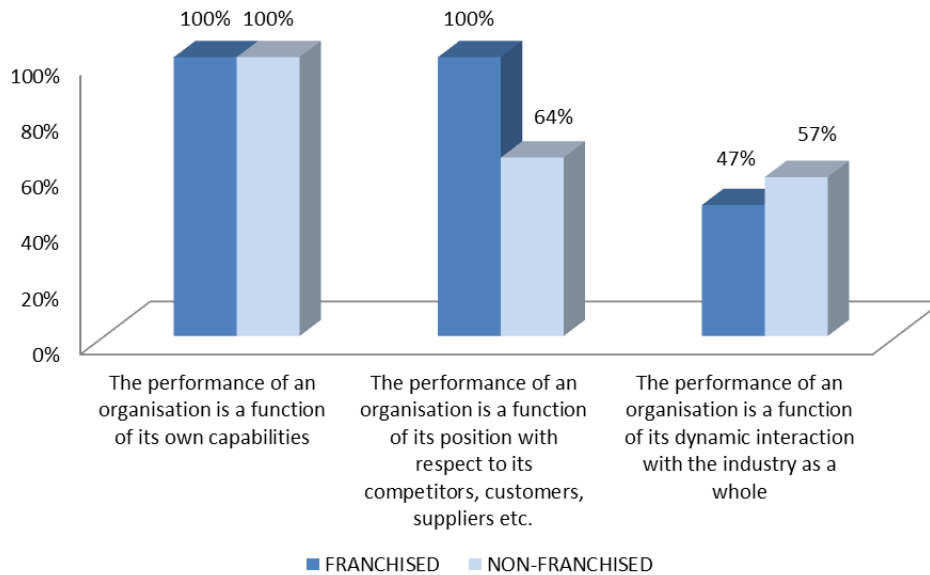 100% 100% 100%
64%
57%
47%
100%
80%
60%
40%
20%
0%
The performance of an
organisation is a function
of its own capabilities
The performance of an
organisation is a function
of its position with
respect to its
competitors, customers,
suppliers etc.
The performance of an
organisation is a function
of its dynamic interaction
with the industry as a
whole
FRANCHISED NON-FRANCHISED